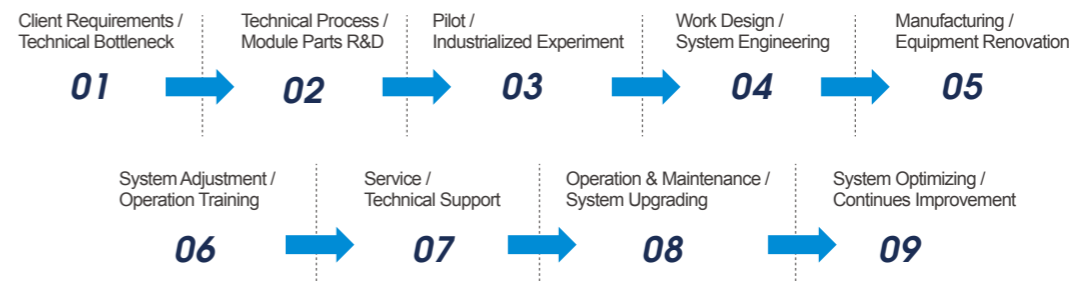 Client Requirements /
Technical Bottleneck
01
Technical Process /
Module Parts R&D
02
Pilot /
Industrialized Experiment
03
Work Design /
System Engineering
04
Manufacturing /
Equipment Renovation
05
System Adjustment /
Operation Training
06
Service /
Technical Support
07
Operation & Maintenance /
System Upgrading
08
System Optimizing /
Continues Improvement
09